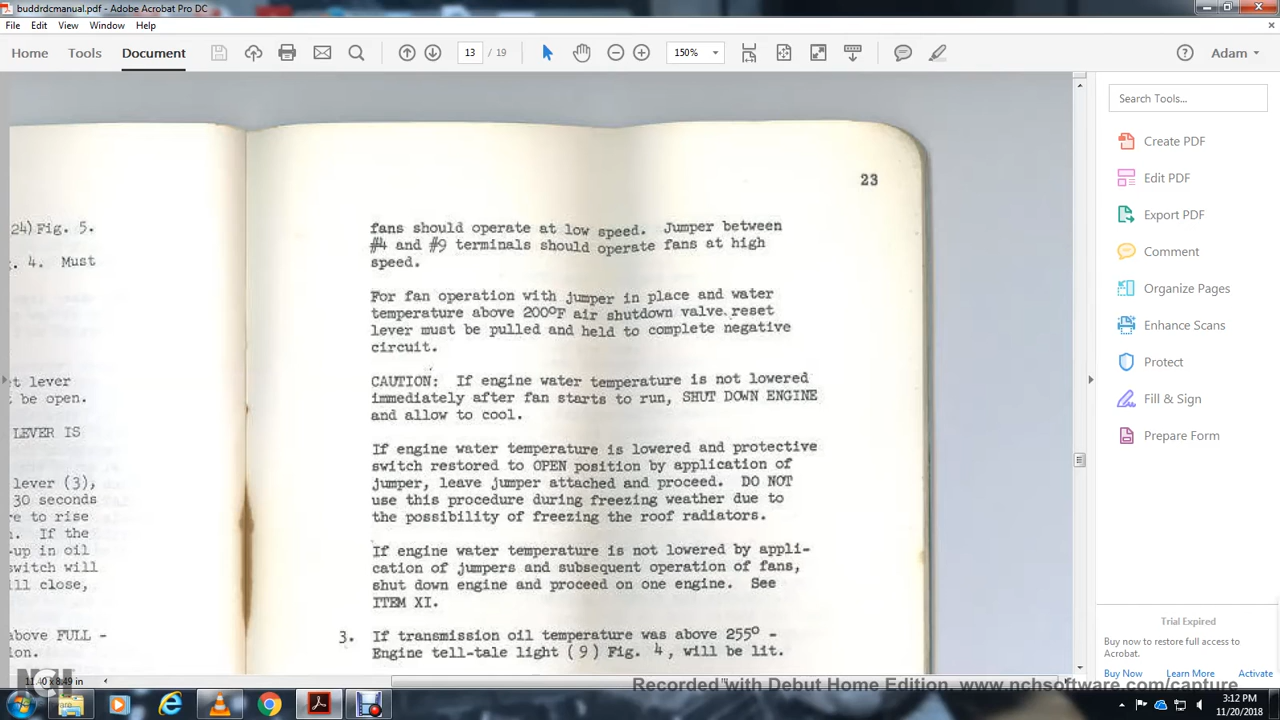 buddrdcmanual.pdf - Adobe Acrobat Pro DC
File Edit View Window Help
Home Tools Document 13 / 19 150% Adam
Search Tools...
Create PDF
Edit PDF
Export PDF
Comment
Organize Pages
Enhance Scans
Protect
Fill & Sign
Prepare Form
Trial Expired
Buy now to restore full access to
Acrobat.
Buy Now Learn More Activate
24) Fig. 5.
. 4. Must
t lever
be open.
LEVER IS
lever (3),
30 seconds
re to rise
. If the
-up in oil
switch will
ll close,
above FULL -
on.
23
fans should operate at low speed. Jumper between
#4 and #9 terminals should operate fans at high
speed.
For fan operation with jumper in place and water
temperature above 200°F air shutdown valve reset
lever must be pulled and held to complete negative
circuit.
CAUTION: If engine water temperature is not lowered
immediately after fan starts to run, SHUT DOWN ENGINE
and allow to cool.
If engine water temperature is lowered and protective
switch restored to OPEN position by application of
jumper, leave jumper attached and proceed. DO NOT
use this procedure during freezing weather due to
the possibility of freezing the roof radiators.
If engine water temperature is not lowered by appli-
cation of jumpers and subsequent operation of fans,
shut down engine and proceed on one engine. See
ITEM XI.
3. If transmission oil temperature was above 255° -
Engine tell-tale light (9) Fig. 4, will be lit.
11.40 x 8.49 in
Recorded with Debut Home Edition. www.nchsoftware.com/capture
3:12 PM
11/20/2018